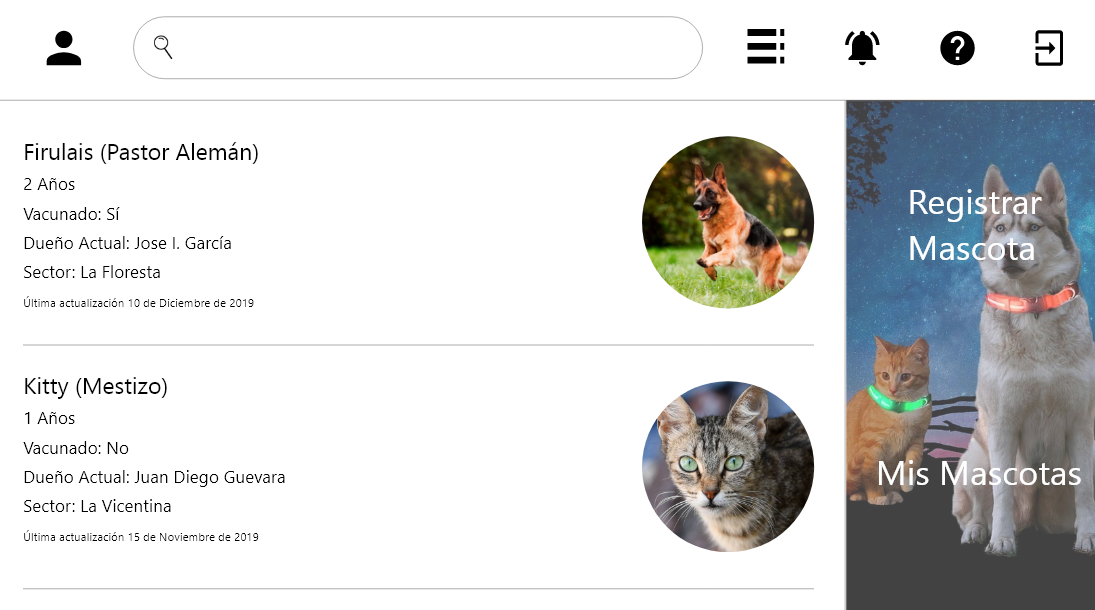 Firulais (Pastor Alemán)
2 Años
Vacunado: Sí
Dueño Actual: Jose I. García
Sector: La Floresta
Última actualización 10 de Diciembre de 2019
Kitty (Mestizo)
1 Años
Vacunado: No
Dueño Actual: Juan Diego Guevara
Sector: La Vicentina
Última actualización 15 de Noviembre de 2019
Registrar
Mascota
Mis Mascotas